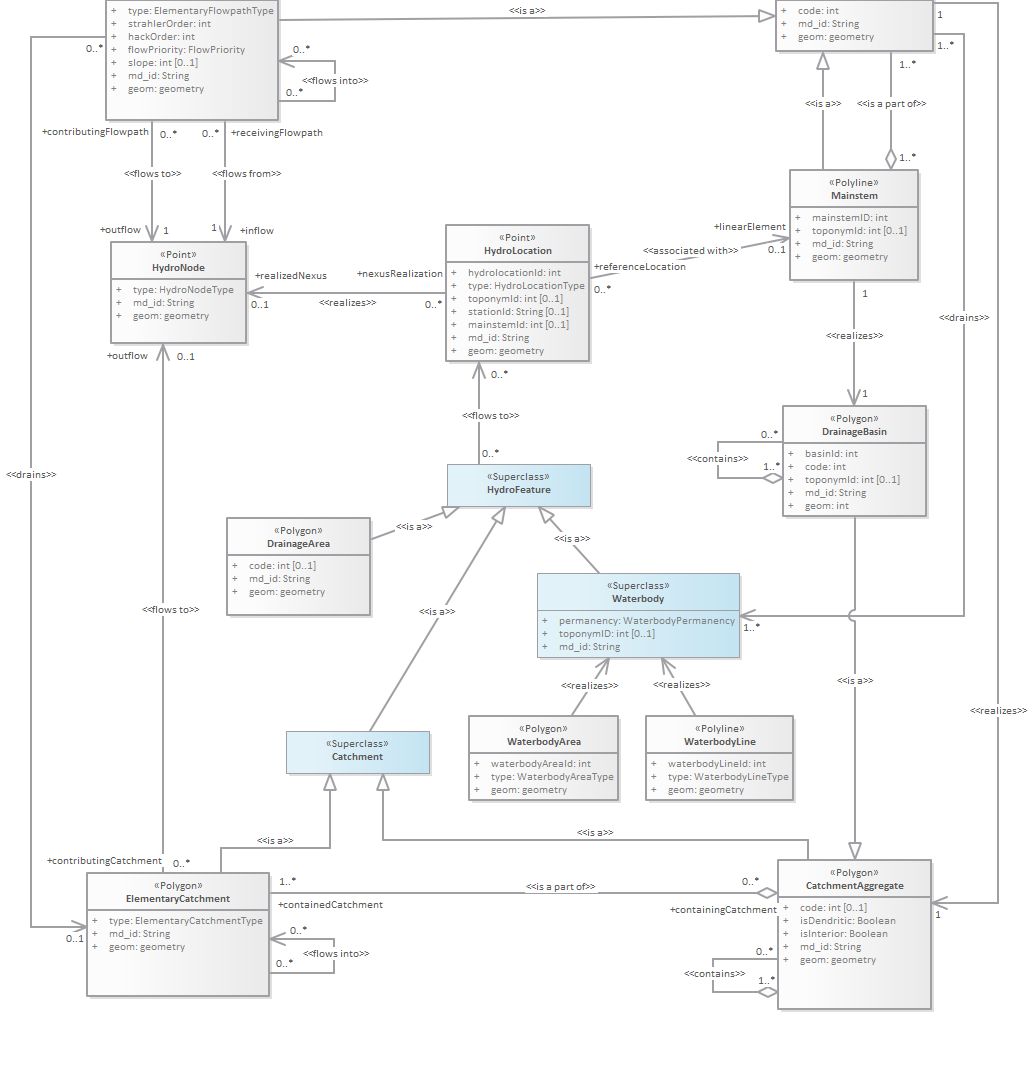 + type: ElementaryFlowpathType
+ strahlerOrder: int
+ hackOrder: int
+ flowPriority: FlowPriority
+ slope: int [0..1]
+ md_id: String
+ geom: geometry
<<is a>>
+ code: int
+ md_id: String
+ geom: geometry
1
1..*
1..*
0..*
0..*
<<flows into>>
0..*
<<is a>>
<<is a part of>>
1..*
+contributingFlowpath
0..*
0..*
+receivingFlowpath
<<flows to>>
<<flows from>>
+outflow
1
1
+inflow
«Polyline»
Mainstem
+ mainstemID: int
+ toponymId: int [0..1]
+ md_id: String
+ geom: geometry
«Point»
HydroNode
+ type: HydroNodeType
+ md_id: String
+ geom: geometry
+realizedNexus
+nexusRealization
<<realizes>>
0..1
0..*
«Point»
HydroLocation
+ hydrolocationId: int
+ type: HydroLocationType
+ toponymId: int [0..1]
+ stationId: String [0..1]
+ mainstemId: int [0..1]
+ md_id: String
+ geom: geometry
+linearElement
<<associated with>>
0..1
+referenceLocation
0..*
1
<<drains>>
<<realizes>>
+outflow
0..1
0..*
1
<<flows to>>
«Polygon»
DrainageBasin
+ basinId: int
+ code: int
+ toponymId: int [0..1]
+ md_id: String
+ geom: int
0..*
<<contains>>
1..*
0..*
<<drains>>
«Superclass»
HydroFeature
<<is a>>
<<is a>>
«Polygon»
DrainageArea
+ code: int [0..1]
+ md_id: String
+ geom: geometry
<<flows to>>
<<is a>>
«Superclass»
Waterbody
+ permanency: WaterbodyPermanency
+ toponymID: int [0..1]
+ md_id: String
1..*
<<realizes>>
<<realizes>>
<<is a>>
<<realizes>>
«Superclass»
Catchment
«Polygon»
WaterbodyArea
+ waterbodyAreaId: int
+ type: WaterbodyAreaType
+ geom: geometry
«Polyline»
WaterbodyLine
+ waterbodyLineId: int
+ type: WaterbodyLineType
+ geom: geometry
<<is a>>
<<is a>>
+contributingCatchment
0..*
«Polygon»
ElementaryCatchment
+ type: ElementaryCatchmentType
+ md_id: String
+ geom: geometry
0..1
1..*
<<is a part of>>
0..*
+containedCatchment
+containingCatchment
0..*
<<flows into>>
0..*
«Polygon»
CatchmentAggregate
+ code: int [0..1]
+ isDendritic: Boolean
+ isInterior: Boolean
+ md_id: String
+ geom: geometry
1
0..*
<<contains>>
1..*